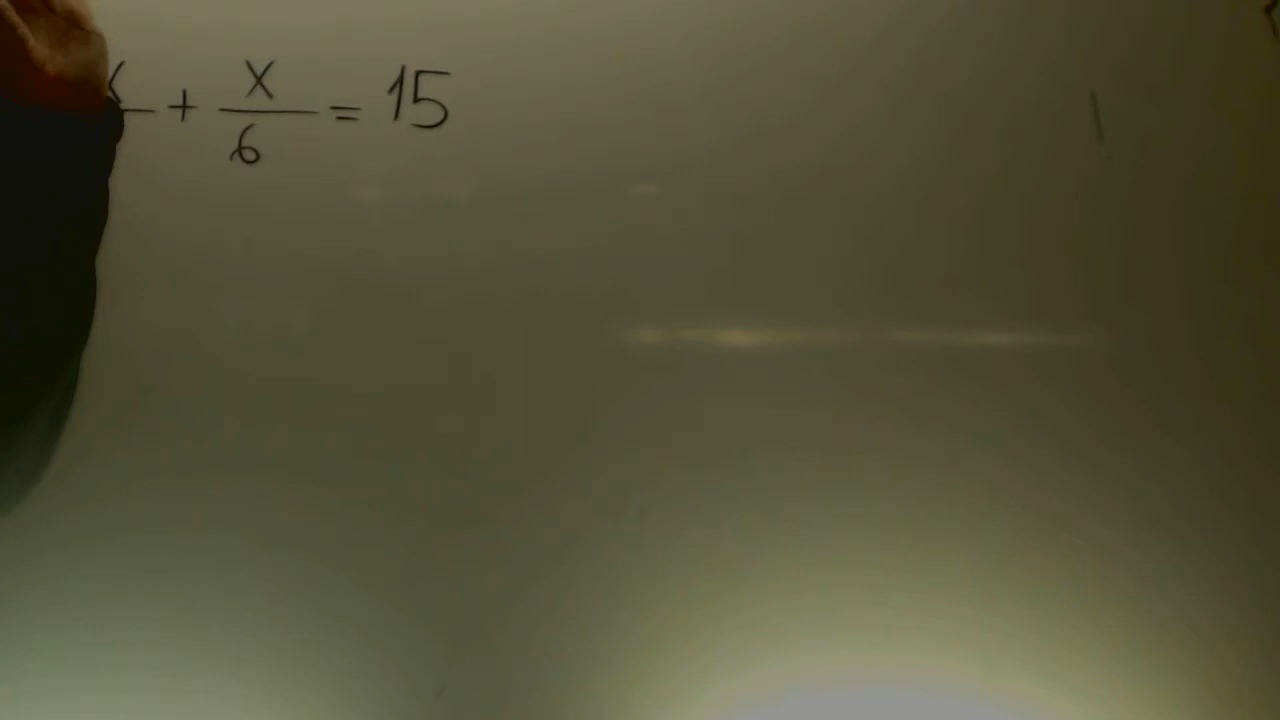 + x/6 = 15